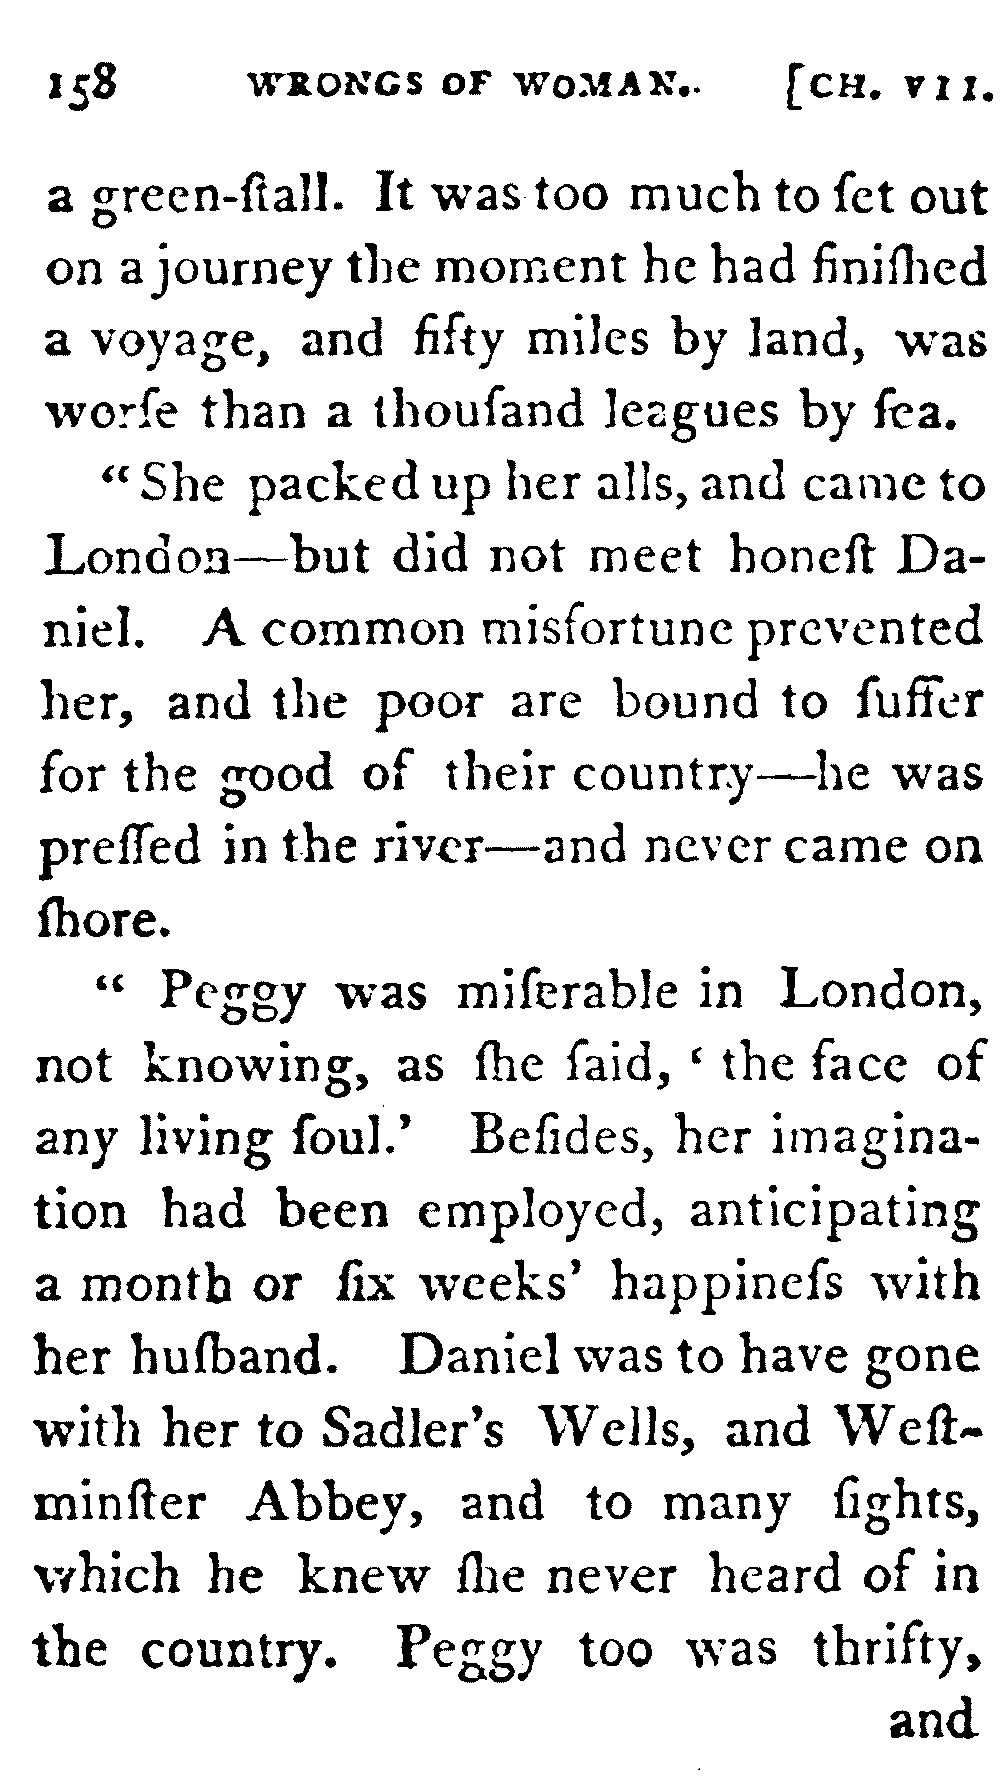 158 WRONGS OF WOMAN. [CH. VII.
a green-ſtall. It was too much to ſet out
on a journey the moment he had finiſhed
a voyage, and fifty miles by land, was
worſe than a thouſand leagues by ſea.
“ She packed up her alls, and came to
London—but did not meet honeſt Da-
niel. A common misfortune prevented
her, and the poor are bound to ſuffer
for the good of their country—he was
preſſed in the river—and never came on
ſhore.
“ Peggy was miſerable in London,
not knowing, as ſhe ſaid, ‘ the face of
any living ſoul.’ Beſides, her imagina-
tion had been employed, anticipating
a month or ſix weeks’ happineſs with
her huſband. Daniel was to have gone
with her to Sadler’s Wells, and Weſt-
minſter Abbey, and to many ſights,
which he knew ſhe never heard of in
the country. Peggy too was thrifty,
and